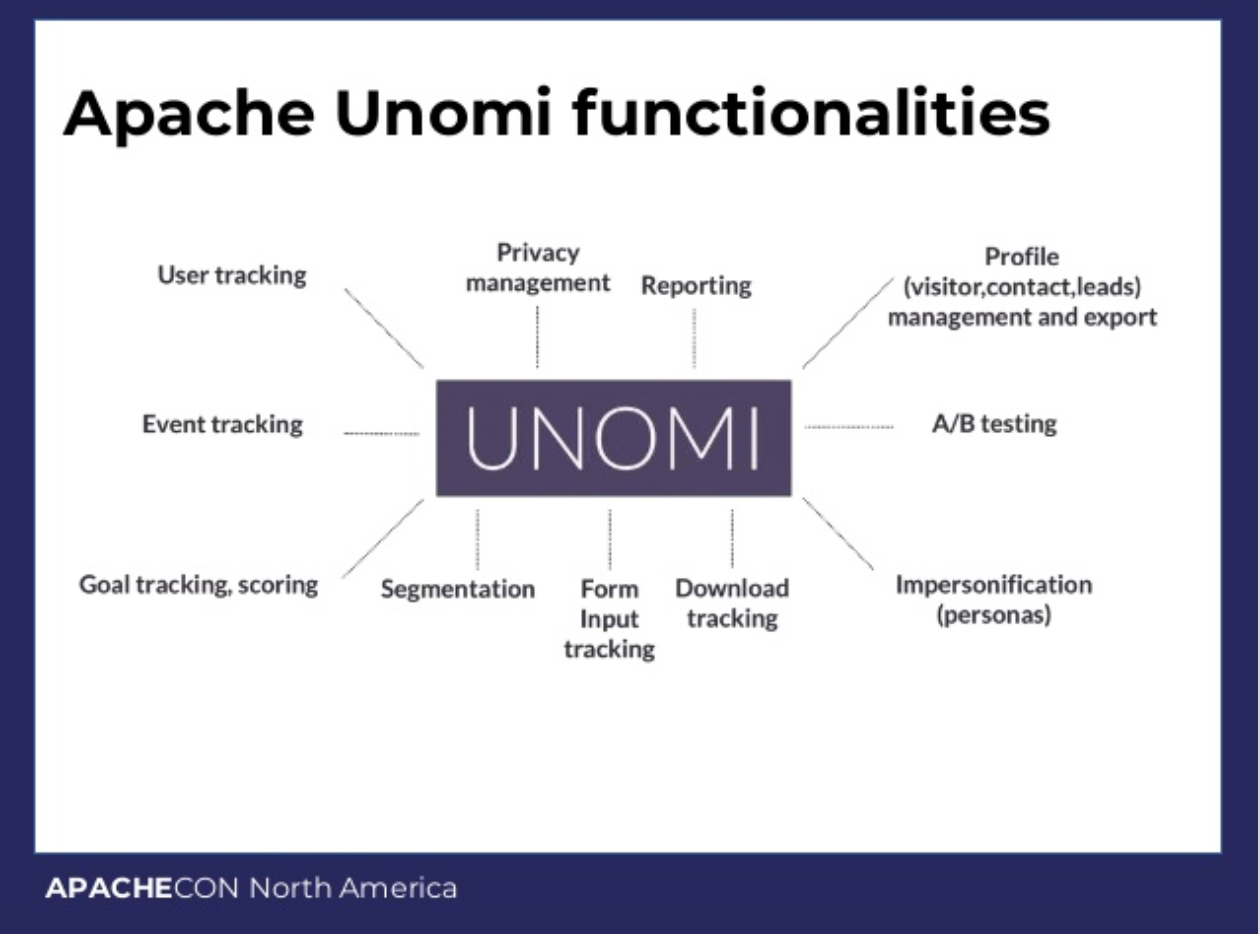 Apache Unomi functionalities
User tracking
Privacy
management
Reporting
Profile
(visitor,contact,leads)
management and export
Event tracking
UNOMI
A/B testing
Goal tracking, scoring
Segmentation
Form
Input
tracking
Download
tracking
Impersonification
(personas)
APACHECON North America